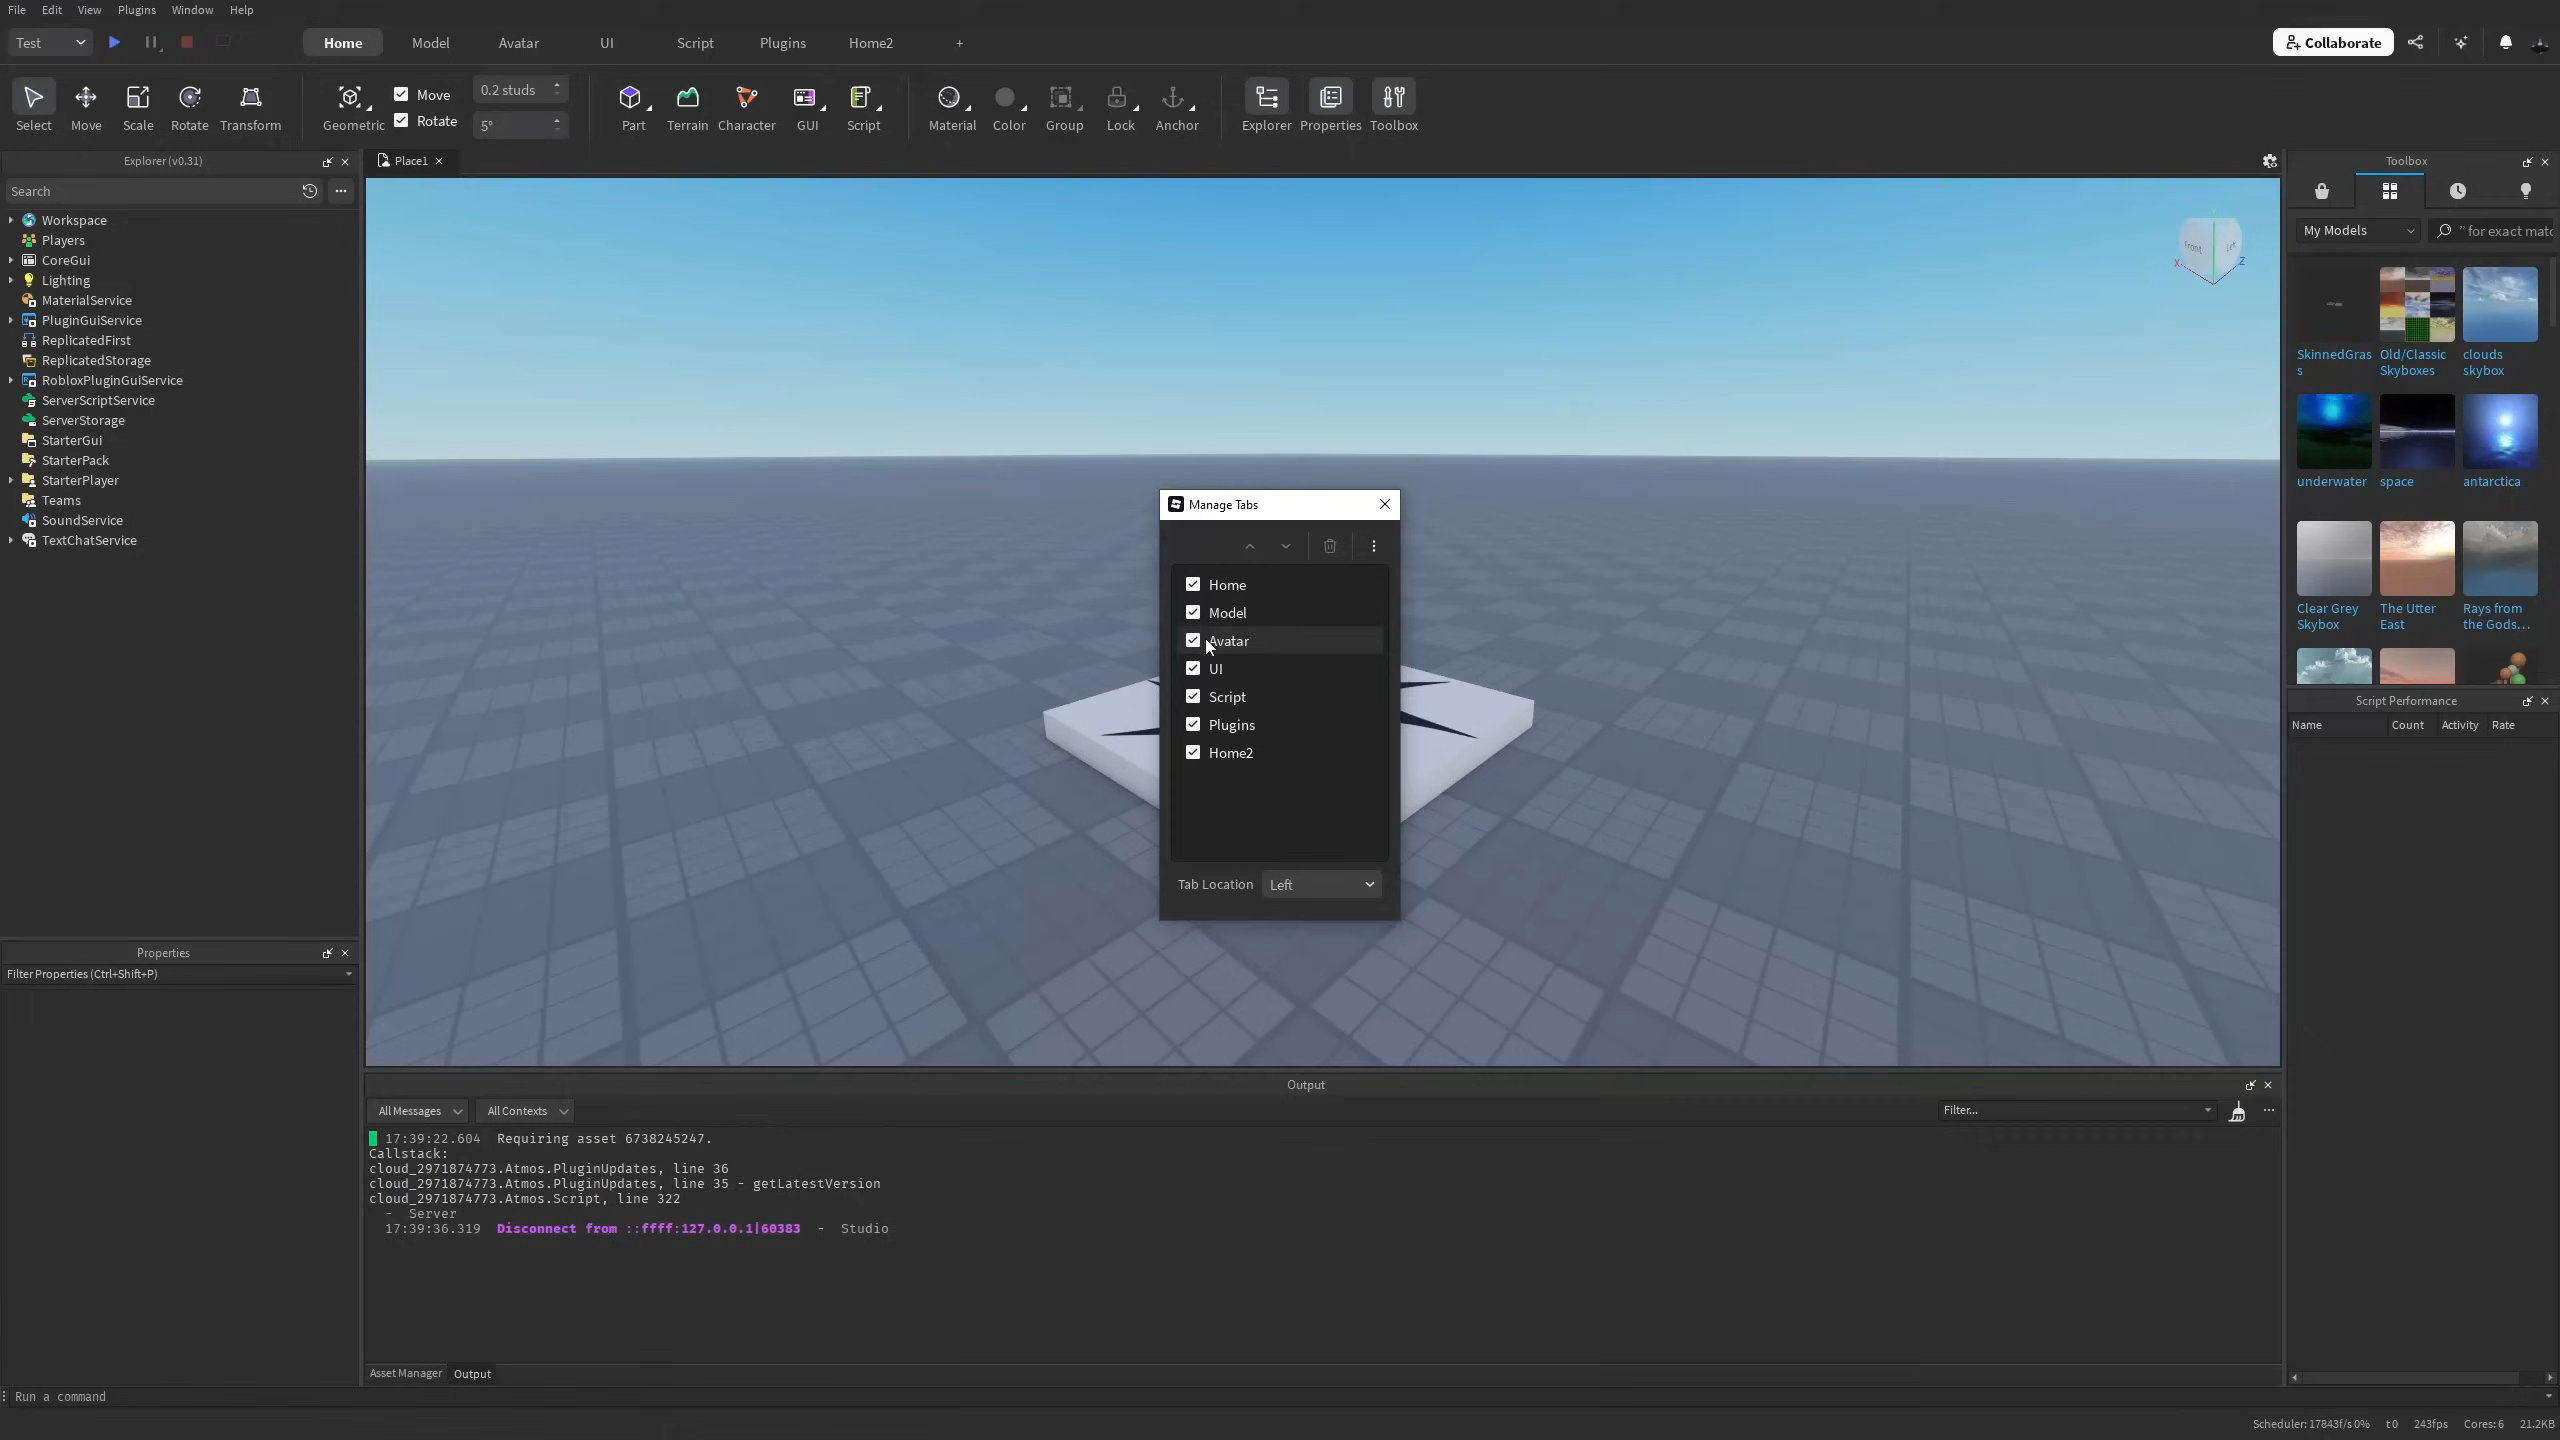 File Edit View Plugins Window Help
Test Home Model Avatar UI Script Plugins Home2 + Collaborate
Select Move Scale Rotate Transform Geometric Move Rotate 0.2 studs 5° Part Terrain Character GUI Script Material Color Group Lock Anchor Explorer Properties Toolbox
Explorer (v0.31)
Search
Workspace
Players
CoreGui
Lighting
MaterialService
PluginGuiService
ReplicatedFirst
ReplicatedStorage
RobloxPluginGuiService
ServerScriptService
ServerStorage
StarterGui
StarterPack
StarterPlayer
Teams
SoundService
TextChatService
Properties
Filter Properties (Ctrl+Shift+P)
Place1
Front
X
Z
Manage Tabs
Home
Model
Avatar
UI
Script
Plugins
Home2
Tab Location Left
Toolbox
My Models " for exact matc
SkinnedGras
s
Old/Classic
Skyboxes
clouds
skybox
underwater space antarctica
Clear Grey
Skybox
The Utter
East
Rays from
the Gods...
Script Performance
Name Count Activity Rate
Output
All Messages All Contexts Filter...
17:39:22.604 Requiring asset 6738245247.
Callstack:
cloud_2971874773.Atmos.PluginUpdates, line 36
cloud_2971874773.Atmos.PluginUpdates, line 35 - getLatestVersion
cloud_2971874773.Atmos.Script, line 322
- Server
17:39:36.319 Disconnect from ::ffff:127.0.0.1|60383 - Studio
Asset Manager Output
Run a command
Scheduler: 17843f/s 0% t 0 243fps Cores: 6 21.2KB